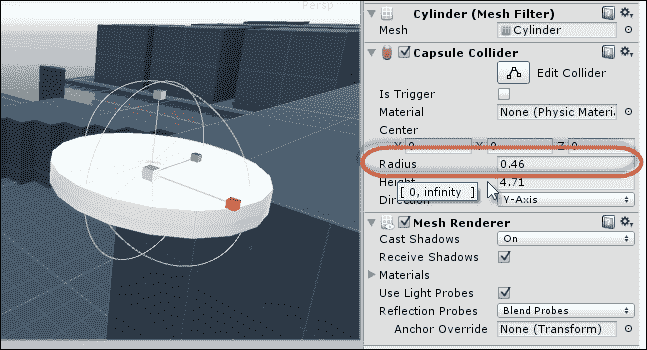 Persp
Cylinder (Mesh Filter)
Mesh Cylinder
Capsule Collider
Edit Collider
Is Trigger
Material None (Physic Materi
Center
X 0 Y 0 Z 0
Radius 0.46
Height 4.71
[ 0, infinity ]
Direction Y-Axis
Mesh Renderer
Cast Shadows On
Receive Shadows
Materials
Use Light Probes
Reflection Probes Blend Probes
Anchor Override None (Transform)